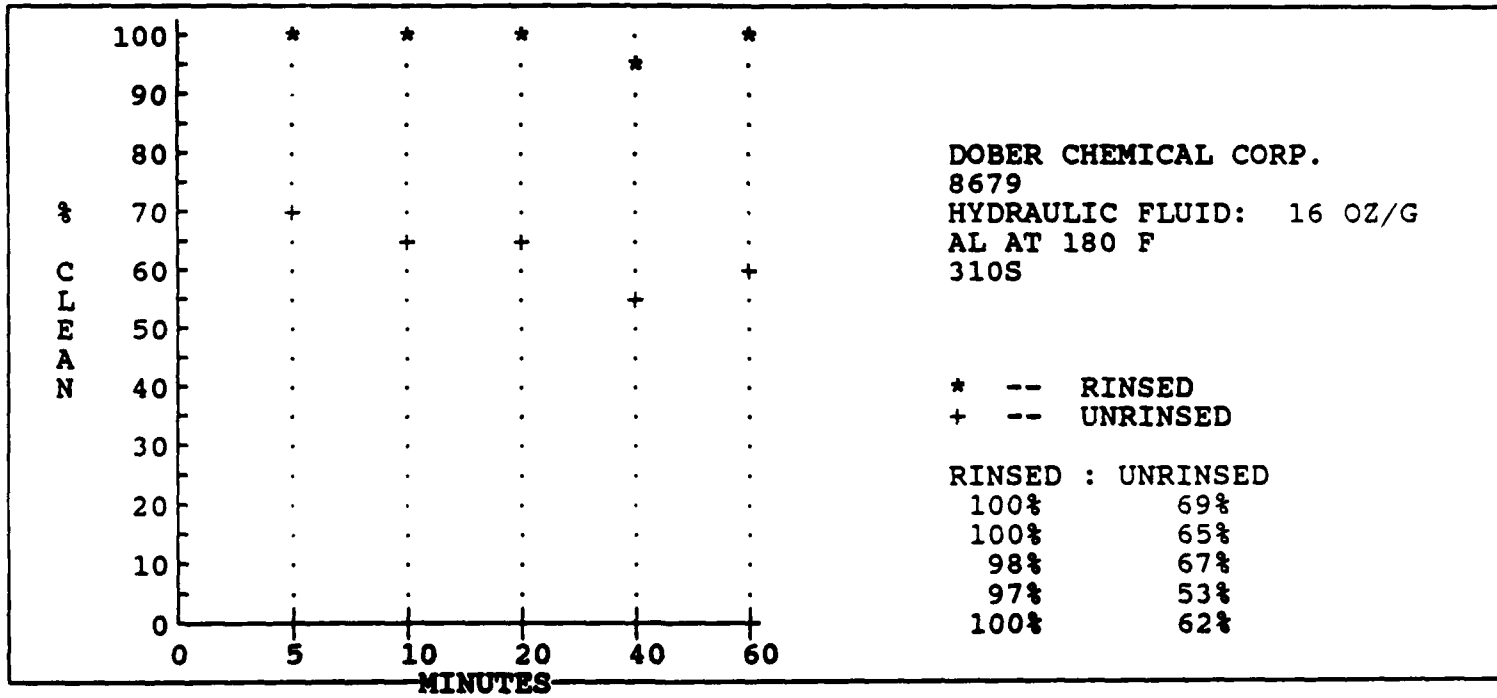 100
90
80
70
60
50
40
30
20
10
0
% CLEAN
0 5 10 20 40 60
MINUTES
DOBER CHEMICAL CORP.
8679
HYDRAULIC FLUID: 16 OZ/G
AL AT 180 F
310S
* -- RINSED
+ -- UNRINSED
RINSED : UNRINSED
100% 69%
100% 65%
98% 67%
97% 53%
100% 62%